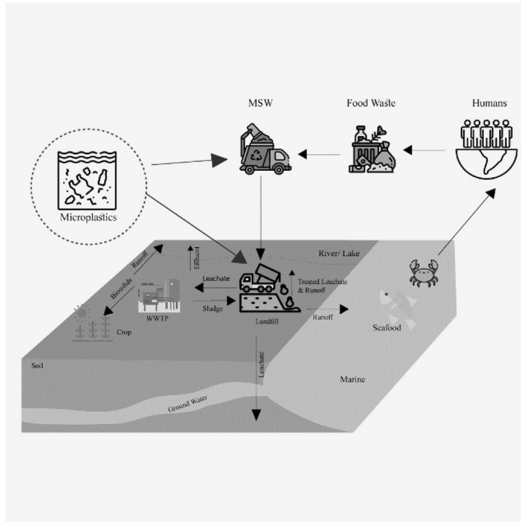 MSW
Food Waste
Humans
Microplastics
River/ Lake
Runoff
Effluent
Biosolids
Leachate
Treated Leachate
& Runoff
WWTP
Sludge
Landfill
Runoff
Crop
Seafood
Soil
Leachate
Marine
Ground Water